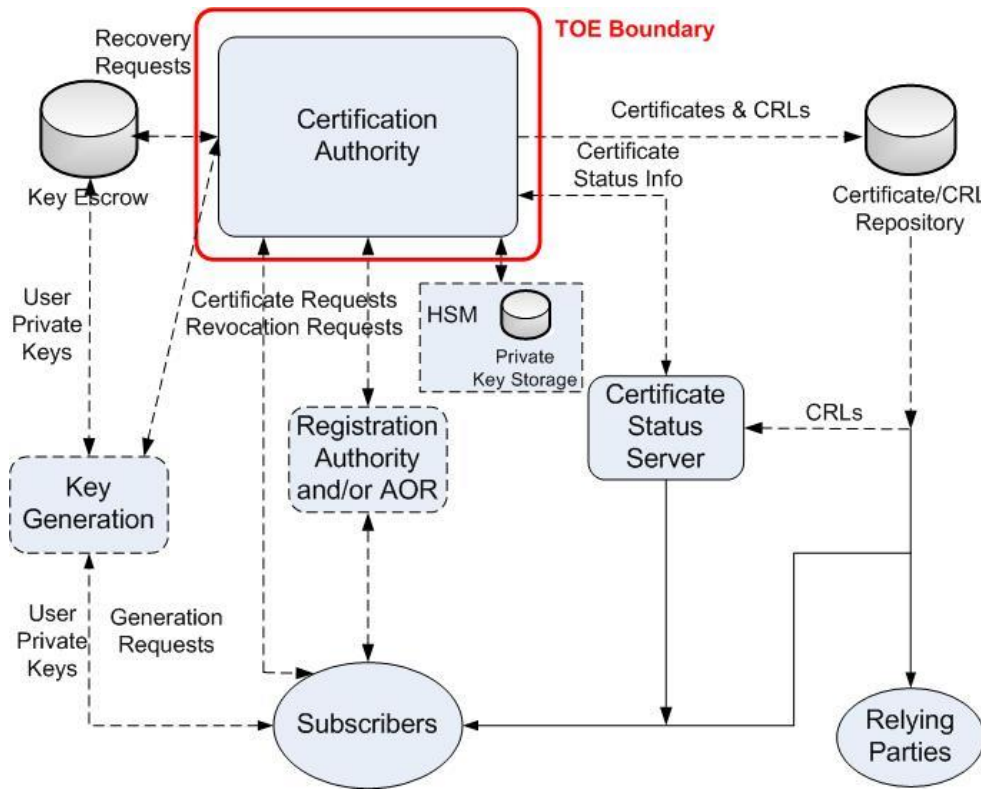 Recovery
Requests
TOE Boundary
Certification
Authority
Certificates & CRLs
Certificate
Status Info
Key Escrow
Certificate/CRL
Repository
User
Private
Keys
Certificate Requests
Revocation Requests
HSM
Private
Key Storage
Certificate
Status
Server
CRLs
Registration
Authority
and/or AOR
Key
Generation
User
Private
Keys
Generation
Requests
Subscribers
Relying
Parties